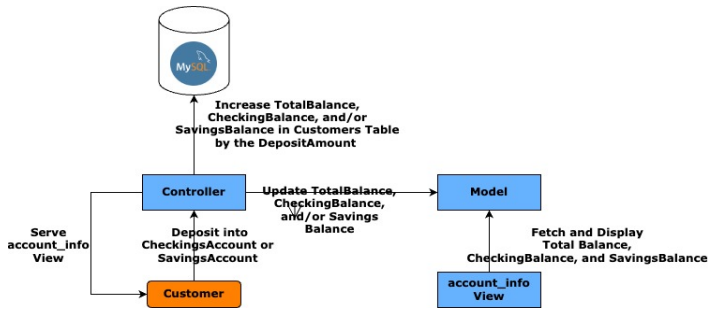 MySQL
Increase TotalBalance,
CheckingBalance, and/or
SavingsBalance in Customers Table
by the DepositAmount
Controller
Update TotalBalance,
CheckingBalance,
and/or Savings
Balance
Model
Serve
account_info
View
Deposit into
CheckingsAccount or
SavingsAccount
Fetch and Display
Total Balance,
CheckingBalance, and SavingsBalance
Customer
account_info
View